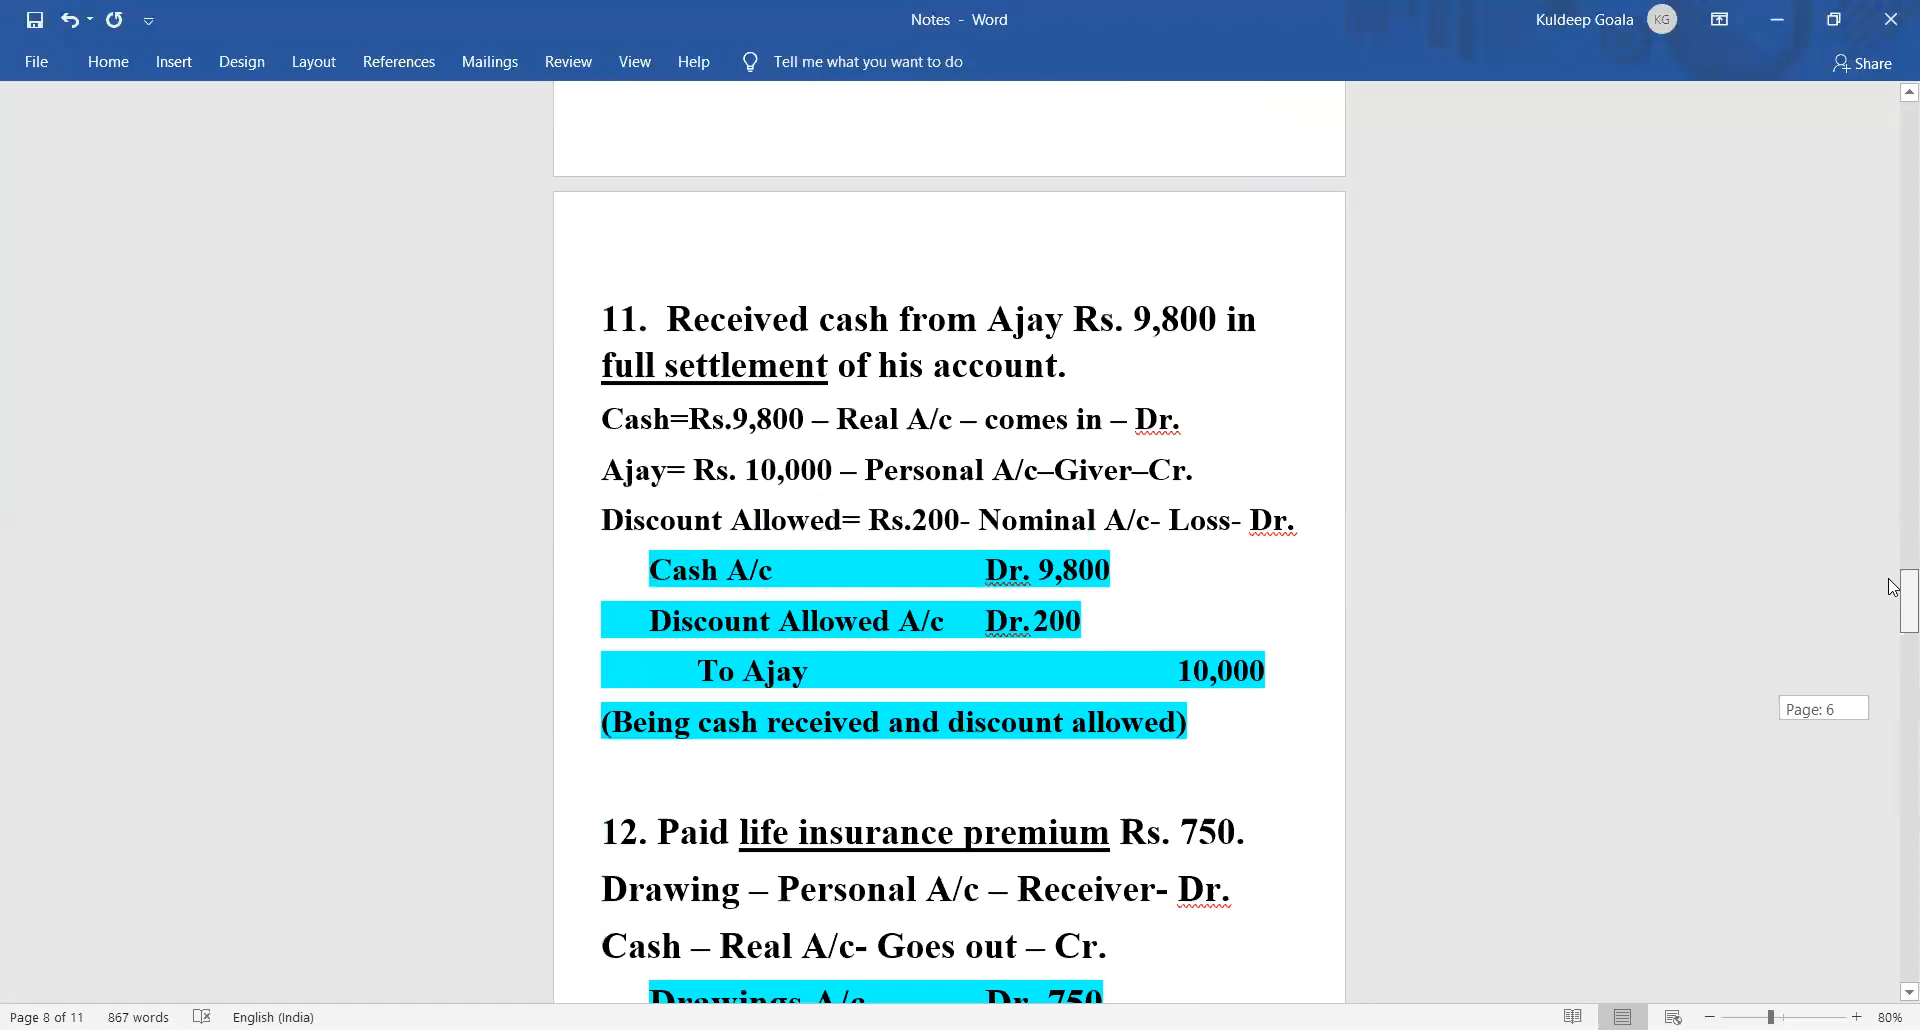 Notes - Word
Kuldeep Goala KG
File Home Insert Design Layout References Mailings Review View Help Tell me what you want to do
Share
11. Received cash from Ajay Rs. 9,800 in
full settlement of his account.
Cash=Rs.9,800 – Real A/c – comes in – Dr.
Ajay= Rs. 10,000 – Personal A/c–Giver–Cr.
Discount Allowed= Rs.200- Nominal A/c- Loss- Dr.
Cash A/c Dr. 9,800
Discount Allowed A/c Dr.200
To Ajay 10,000
(Being cash received and discount allowed)
Page: 6
12. Paid life insurance premium Rs. 750.
Drawing – Personal A/c – Receiver- Dr.
Cash – Real A/c- Goes out – Cr.
Drawings A/c Dr. 750
Page 8 of 11 867 words English (India) 80%